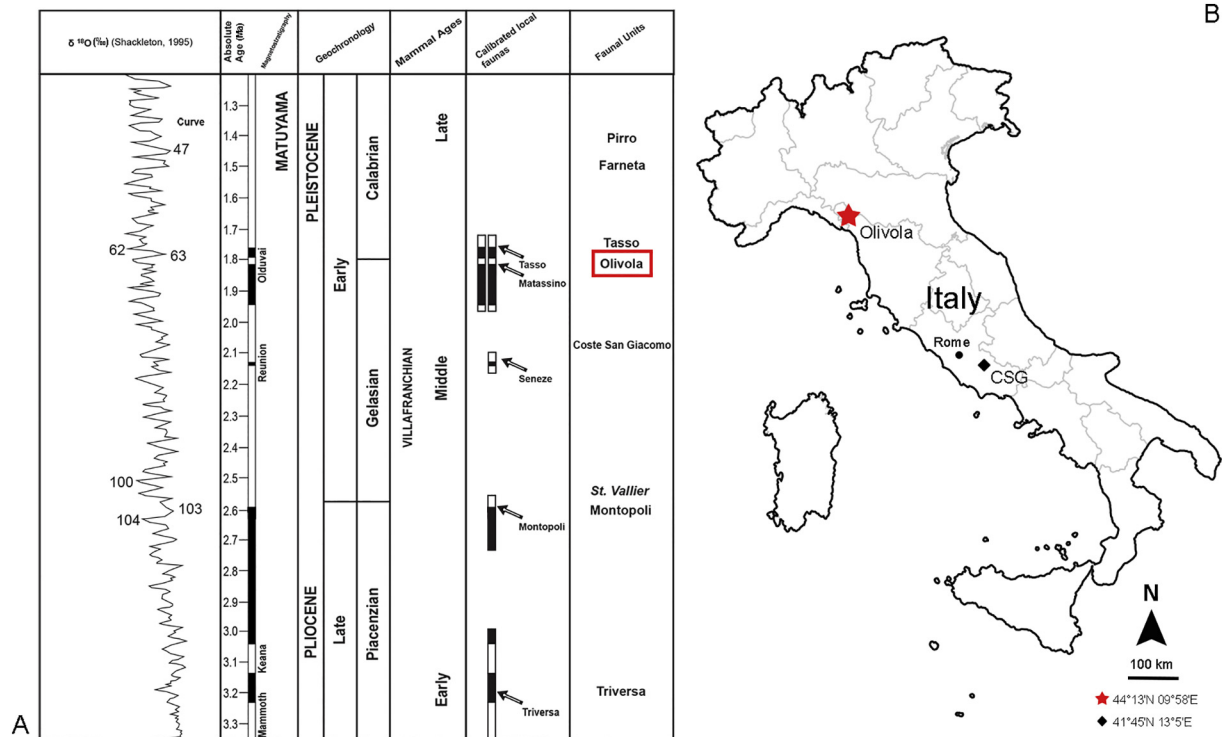 B
δ 18O (‰) (Shackleton, 1995)
Absolute
Age (Ma)
Magnetostratigraphy
Geochronology
Mammal Ages
Calibrated local
faunas
Faunal Units
Curve
47
62
63
100
103
104
1.3
1.4
1.5
1.6
1.7
1.8
1.9
2.0
2.1
2.2
2.3
2.4
2.5
2.6
2.7
2.8
2.9
3.0
3.1
3.2
3.3
MATUYAMA
Olduvai
Reunion
Keana
Mammoth
PLEISTOCENE
PLIOCENE
Early
Late
Calabrian
Gelasian
Piacenzian
VILLAFRANCHIAN
Late
Middle
Early
Tasso
Matassino
Seneze
Montopoli
Triversa
Pirro
Farneta
Tasso
Olivola
Coste San Giacomo
St. Vallier
Montopoli
Triversa
A
Olivola
Italy
Rome
CSG
N
100 km
44°13'N 09°58'E
41°45'N 13°5'E